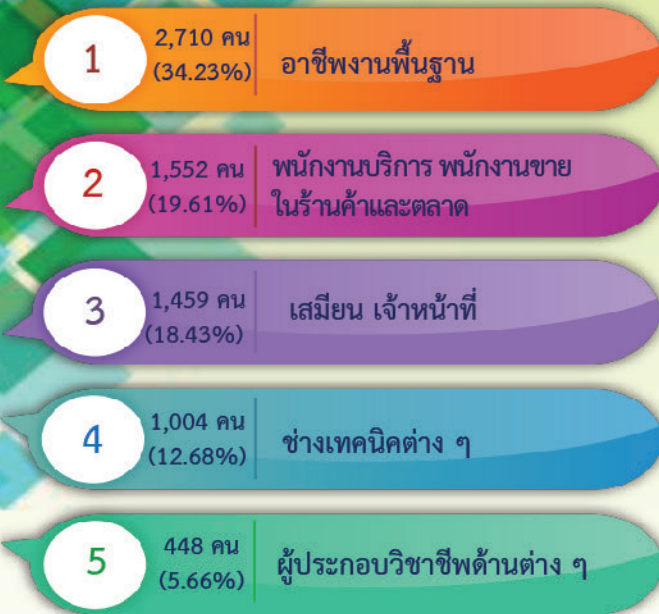 1
2,710 คน
(34.23%)
อาชีพงานพื้นฐาน
2
1,552 คน
(19.61%)
พนักงานบริการ พนักงานขาย
ในร้านค้าและตลาด
3
1,459 คน
(18.43%)
เสมียน เจ้าหน้าที่
4
1,004 คน
(12.68%)
ช่างเทคนิคต่าง ๆ
5
448 คน
(5.66%)
ผู้ประกอบวิชาชีพด้านต่าง ๆ